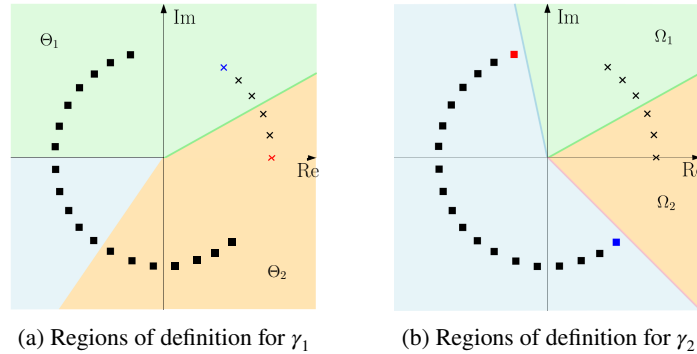 Im
Θ₁
Re
Θ₂
(a) Regions of definition for γ₁
Im
Ω₁
Re
Ω₂
(b) Regions of definition for γ₂